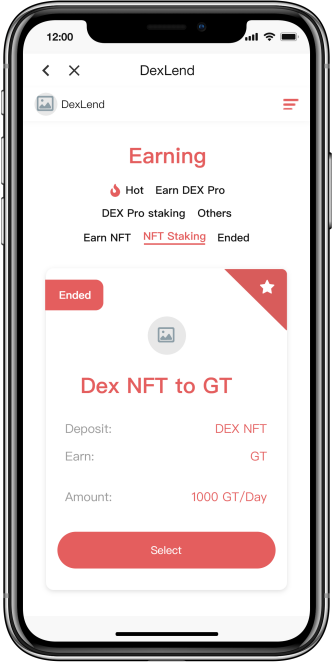 12:00
DexLend
DexLend
Earning
Hot Earn DEX Pro
DEX Pro staking Others
Earn NFT NFT Staking Ended
Ended
Dex NFT to GT
Deposit: DEX NFT
Earn: GT
Amount: 1000 GT/Day
Select